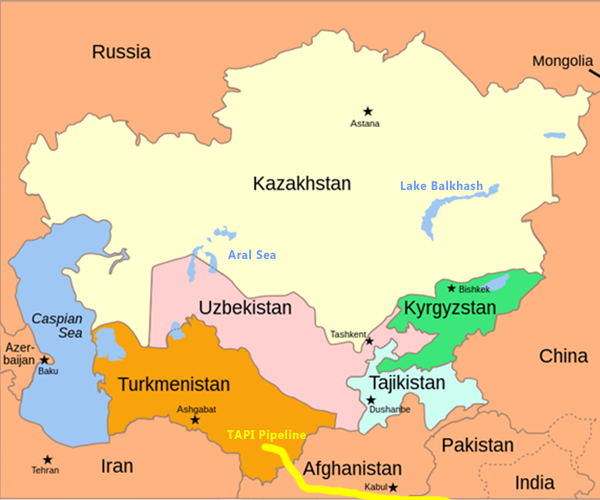 Russia
Mongolia
Astana
Kazakhstan
Lake Balkhash
Aral Sea
Bishkek
Uzbekistan
Kyrgyzstan
Caspian
Sea
Tashkent
Azer-
baijan
Baku
China
Turkmenistan
Tajikistan
Ashgabat
Dushanbe
TAPI Pipeline
Pakistan
Iran
Tehran
Afghanistan
Kabul
India